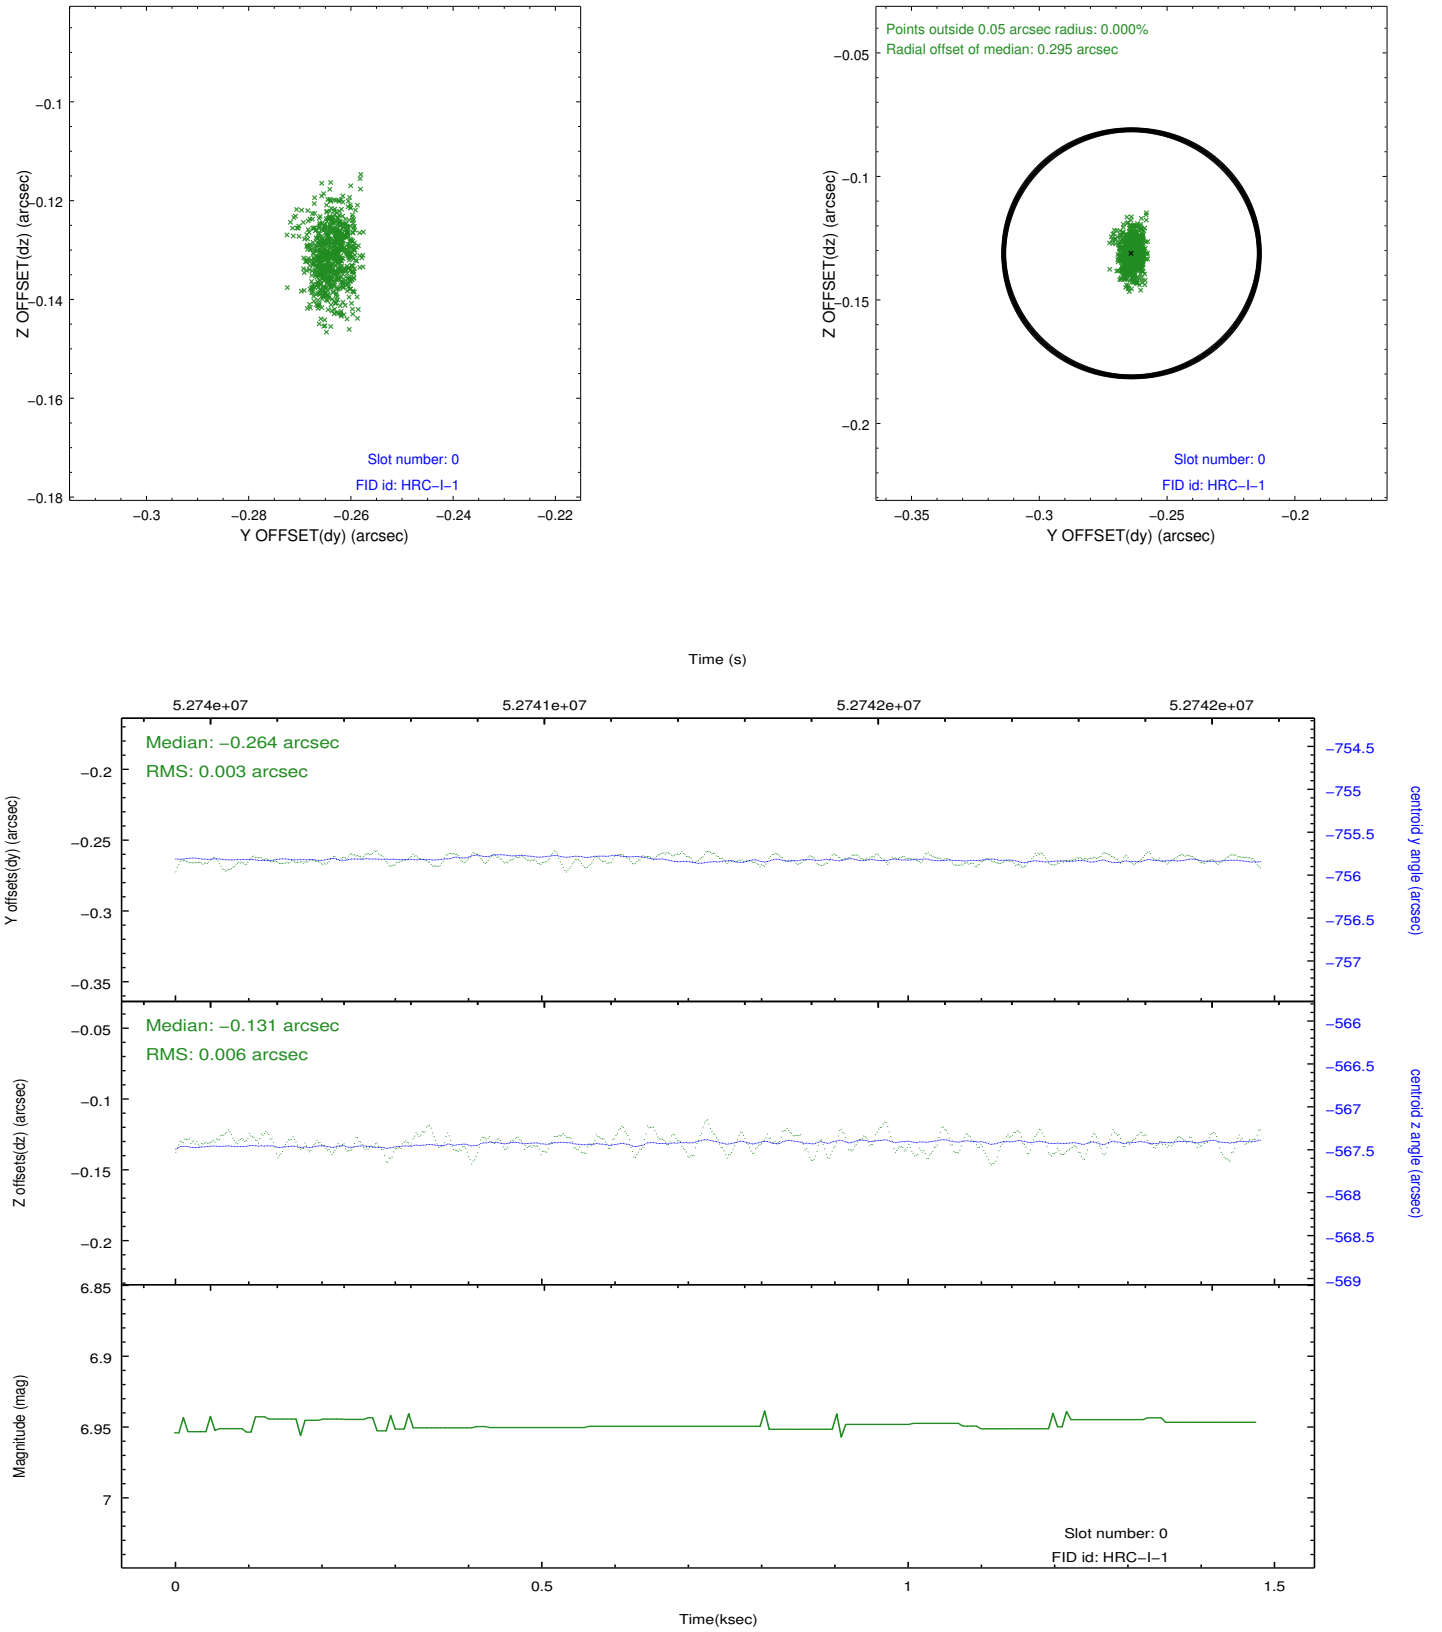 −0.1
−0.12
−0.14
−0.16
−0.18
Z OFFSET(dz) (arcsec)
Slot number: 0
FID id: HRC−I−1
−0.3 −0.28 −0.26 −0.24 −0.22
Y OFFSET(dy) (arcsec)
Points outside 0.05 arcsec radius: 0.000%
Radial offset of median: 0.295 arcsec
−0.05
−0.1
−0.15
−0.2
Z OFFSET(dz) (arcsec)
Slot number: 0
FID id: HRC−I−1
−0.35 −0.3 −0.25 −0.2
Y OFFSET(dy) (arcsec)
Time (s)
5.274e+07 5.2741e+07 5.2742e+07 5.2742e+07
Median: −0.264 arcsec
RMS: 0.003 arcsec
−0.2
−0.25
−0.3
−0.35
Y offsets(dy) (arcsec)
−754.5
−755
−755.5
−756
−756.5
−757
centroid y angle (arcsec)
Median: −0.131 arcsec
RMS: 0.006 arcsec
−0.05
−0.1
−0.15
−0.2
Z offsets(dz) (arcsec)
−566
−566.5
−567
−567.5
−568
−568.5
−569
centroid z angle (arcsec)
6.85
6.9
6.95
7
Magnitude (mag)
Slot number: 0
FID id: HRC−I−1
0 0.5 1 1.5
Time(ksec)